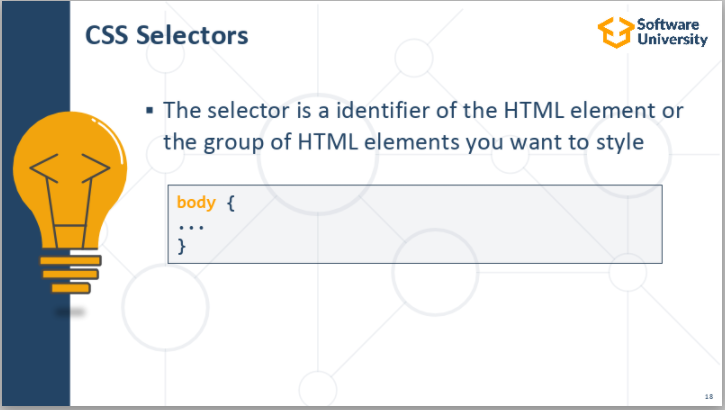 CSS Selectors
Software
University
▪ The selector is a identifier of the HTML element or
the group of HTML elements you want to style
body {
...
}
18